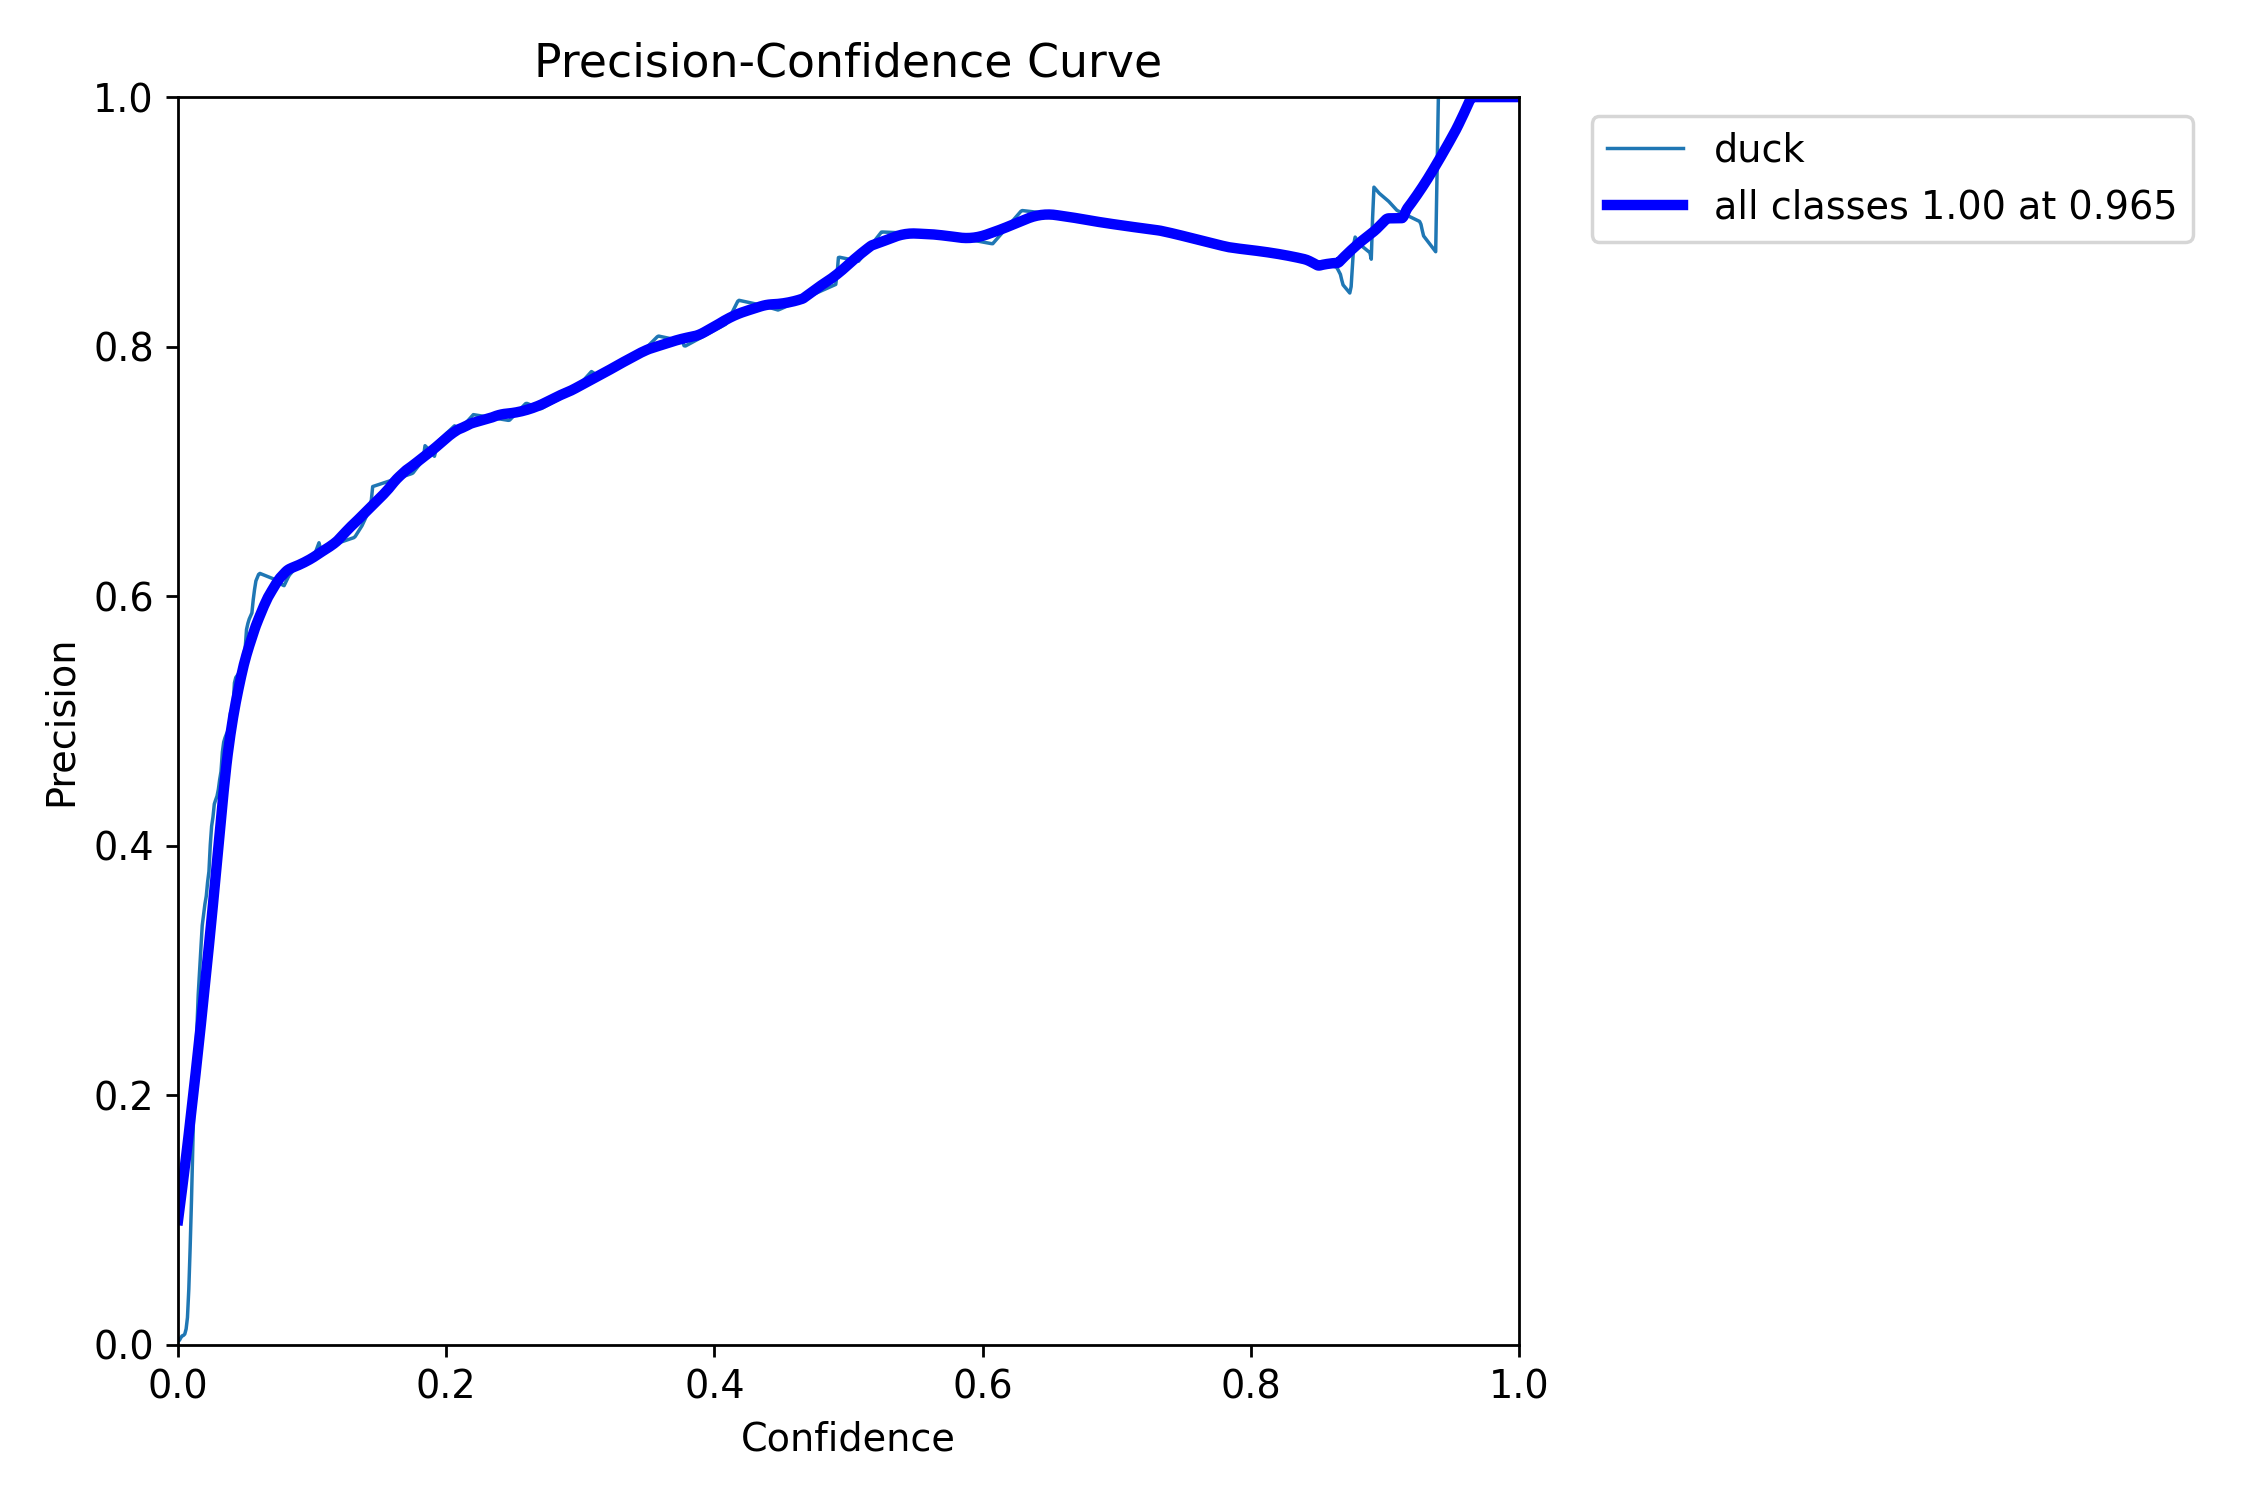 Precision-Confidence Curve
1.0
0.8
0.6
0.4
0.2
0.0
Precision
0.0 0.2 0.4 0.6 0.8 1.0
Confidence
duck
all classes 1.00 at 0.965